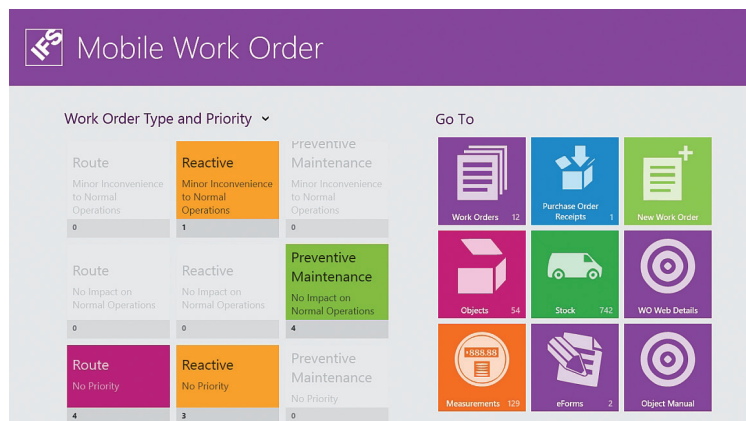 IFS
Mobile Work Order
Work Order Type and Priority
Route
Minor Inconvenience
to Normal
Operations
0
Reactive
Minor Inconvenience
to Normal
Operations
1
Preventive
Maintenance
Minor Inconvenience
to Normal
Operations
0
Route
No Impact on
Normal Operations
0
Reactive
No Impact on
Normal Operations
0
Preventive
Maintenance
No Impact on
Normal Operations
4
Route
No Priority
4
Reactive
No Priority
3
Preventive
Maintenance
No Priority
0
Go To
Work Orders 12
Purchase Order
Receipts 1
New Work Order
Objects 54
Stock 742
WO Web Details
888.88
Measurements 129
eForms 2
Object Manual